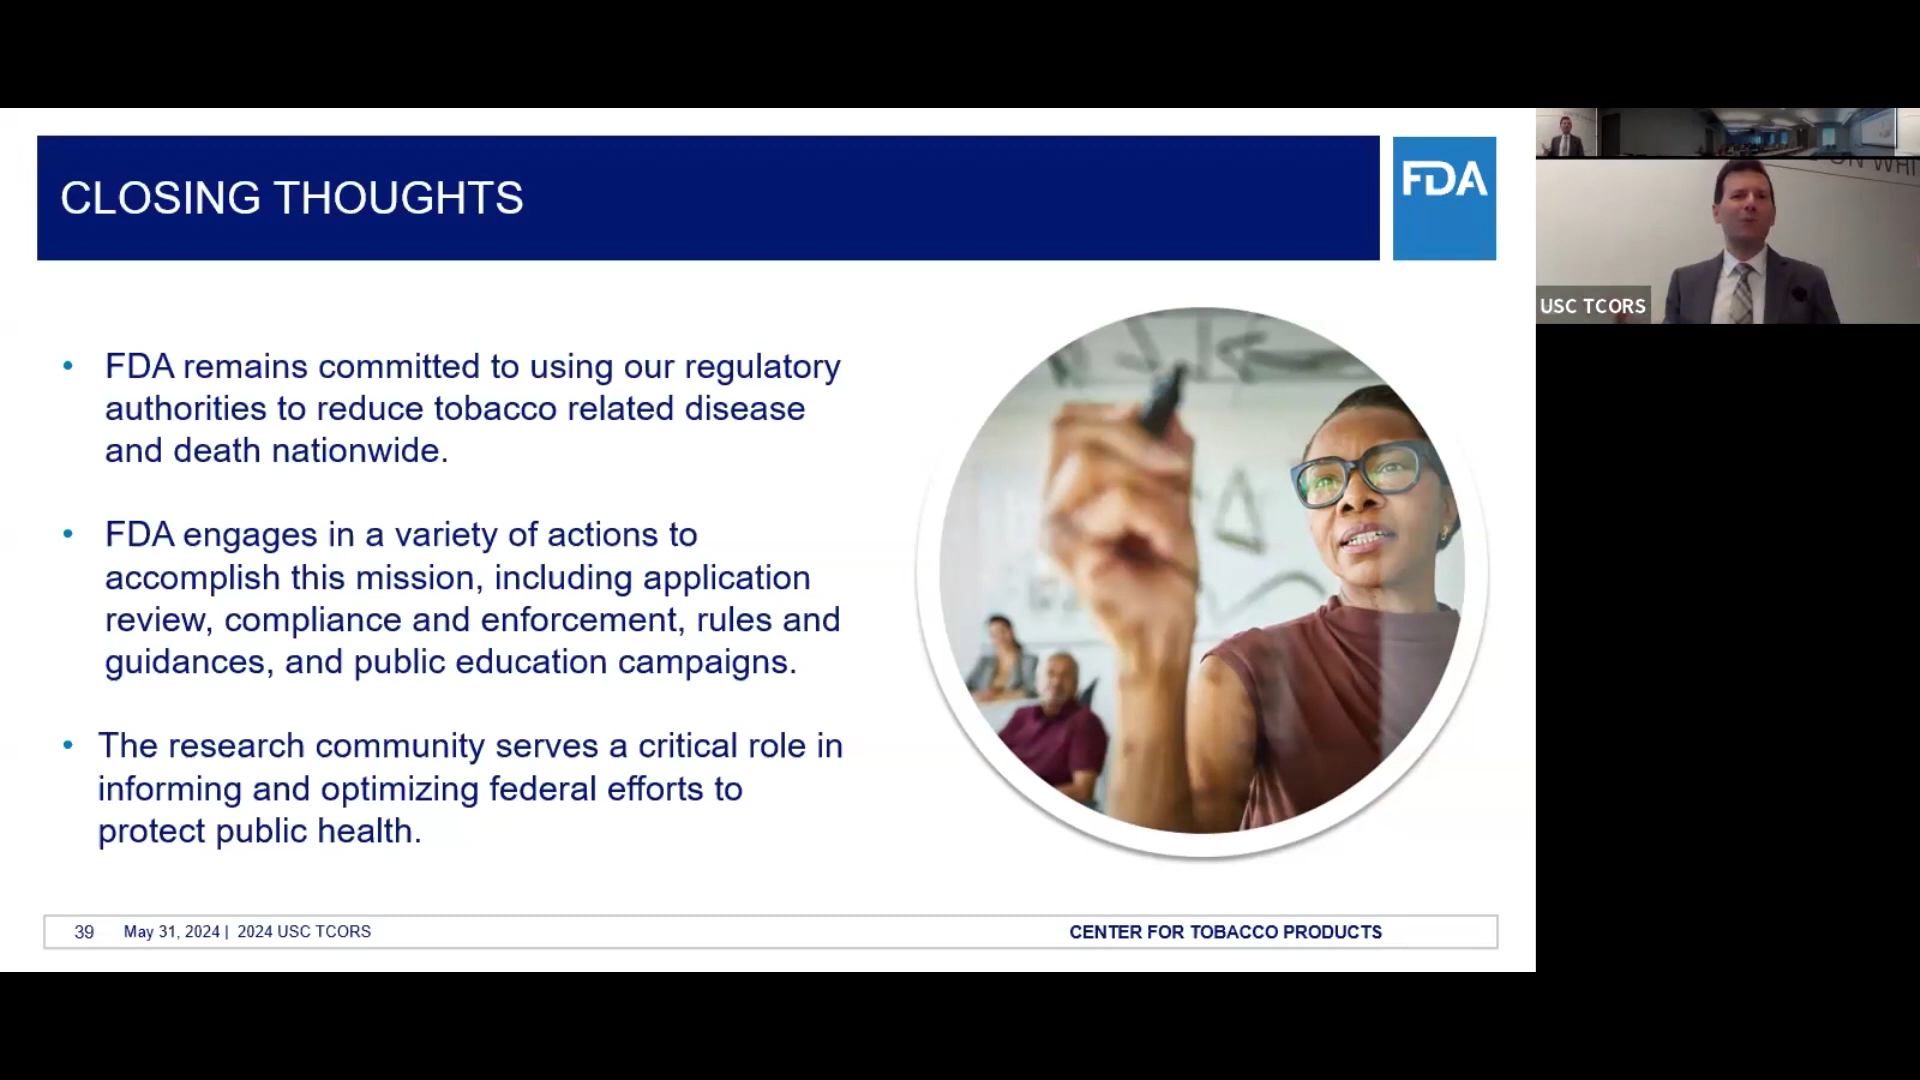 CLOSING THOUGHTS
FDA
• FDA remains committed to using our regulatory
authorities to reduce tobacco related disease
and death nationwide.
• FDA engages in a variety of actions to
accomplish this mission, including application
review, compliance and enforcement, rules and
guidances, and public education campaigns.
• The research community serves a critical role in
informing and optimizing federal efforts to
protect public health.
39 May 31, 2024 | 2024 USC TCORS
CENTER FOR TOBACCO PRODUCTS
ON WHI
USC TCORS